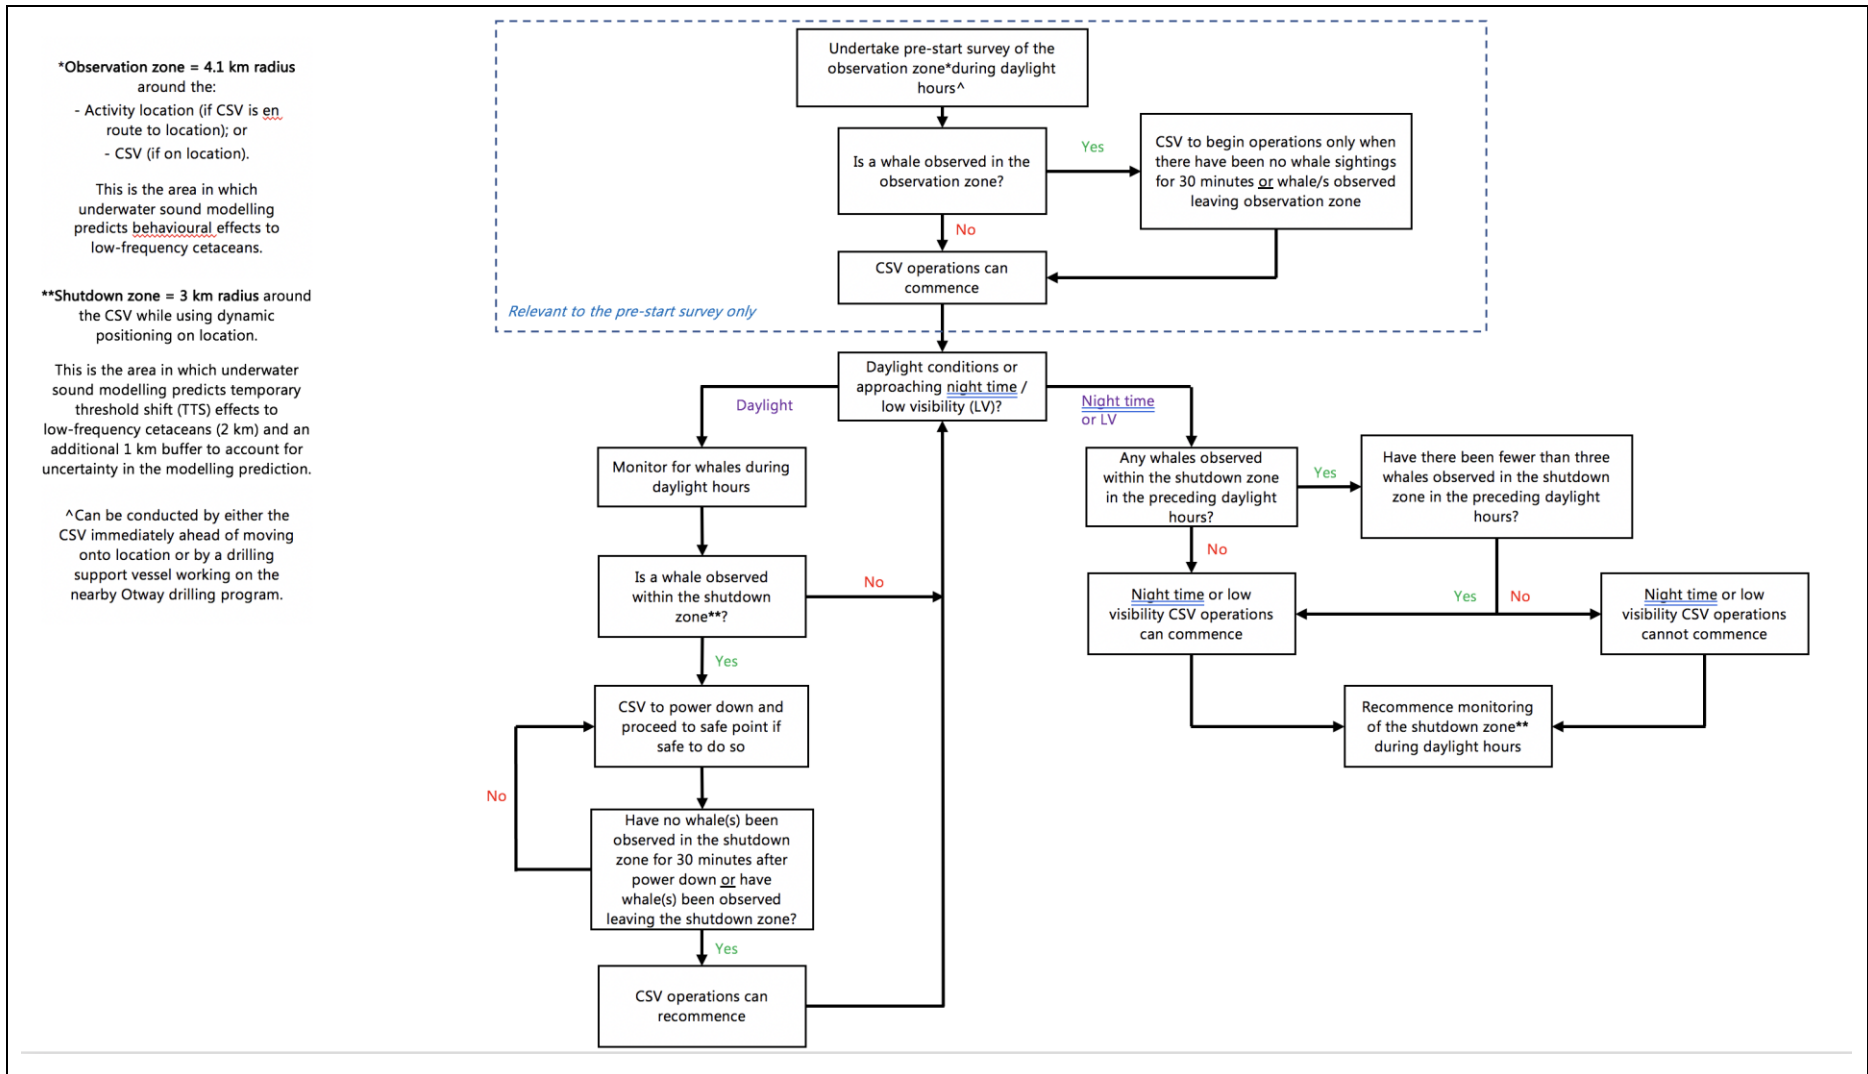 *Observation zone = 4.1 km radius
around the:
- Activity location (if CSV is en
route to location); or
- CSV (if on location).
This is the area in which
underwater sound modelling
predicts behavioural effects to
low-frequency cetaceans.
**Shutdown zone = 3 km radius around
the CSV while using dynamic
positioning on location.
This is the area in which underwater
sound modelling predicts temporary
threshold shift (TTS) effects to
low-frequency cetaceans (2 km) and an
additional 1 km buffer to account for
uncertainty in the modelling prediction.
^Can be conducted by either the
CSV immediately ahead of moving
onto location or by a drilling
support vessel working on the
nearby Otway drilling program.
Undertake pre-start survey of the
observation zone*during daylight
hours^
Is a whale observed in the
observation zone?
Yes
CSV to begin operations only when
there have been no whale sightings
for 30 minutes or whale/s observed
leaving observation zone
No
CSV operations can
commence
Relevant to the pre-start survey only
Daylight conditions or
approaching night time /
low visibility (LV)?
Daylight
Night time
or LV
Monitor for whales during
daylight hours
Is a whale observed
within the shutdown
zone**?
No
Yes
CSV to power down and
proceed to safe point if
safe to do so
No
Have no whale(s) been
observed in the shutdown
zone for 30 minutes after
power down or have
whale(s) been observed
leaving the shutdown zone?
Yes
CSV operations can
recommence
Any whales observed
within the shutdown zone
in the preceding daylight
hours?
Yes
Have there been fewer than three
whales observed in the shutdown
zone in the preceding daylight
hours?
No
Yes
No
Night time or low
visibility CSV operations
can commence
Night time or low
visibility CSV operations
cannot commence
Recommence monitoring
of the shutdown zone**
during daylight hours